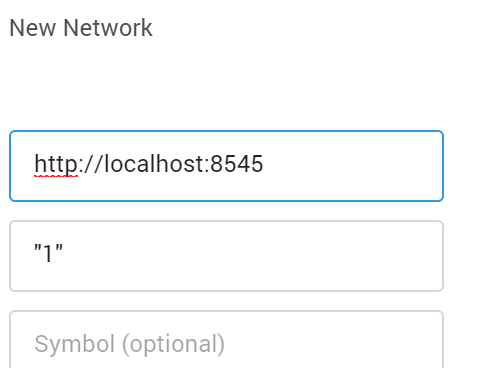 New Network
http://localhost:8545
"1"
Symbol (optional)